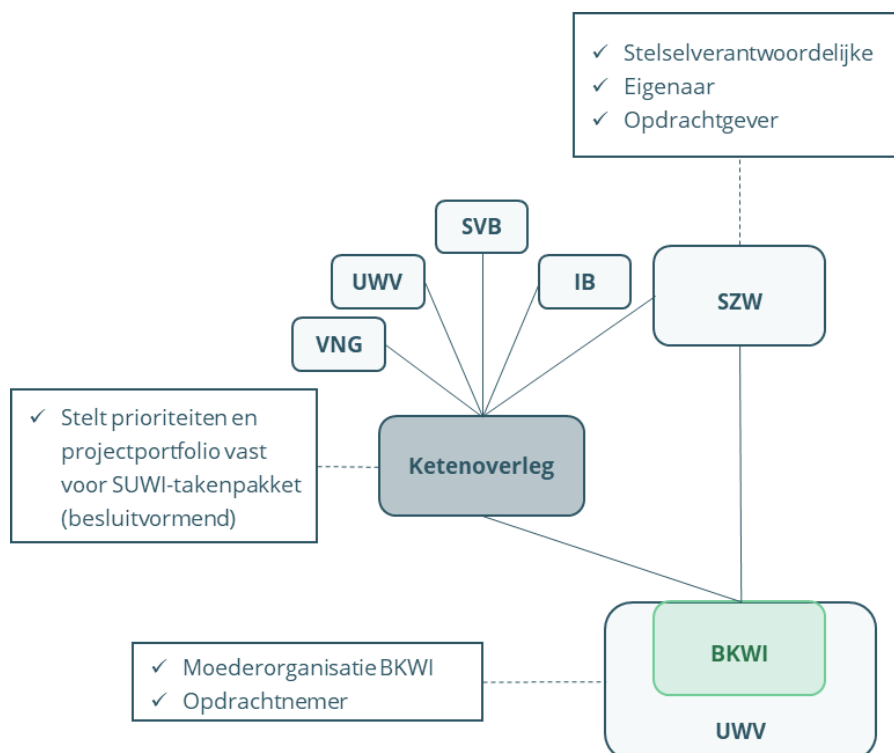 ✓ Stelselverantwoordelijke
✓ Eigenaar
✓ Opdrachtgever
SVB
UWV
IB
SZW
VNG
✓ Stelt prioriteiten en
projectportfolio vast
voor SUWI-takenpakket
(besluitvormend)
Ketenoverleg
✓ Moederorganisatie BKWI
✓ Opdrachtnemer
BKWI
UWV